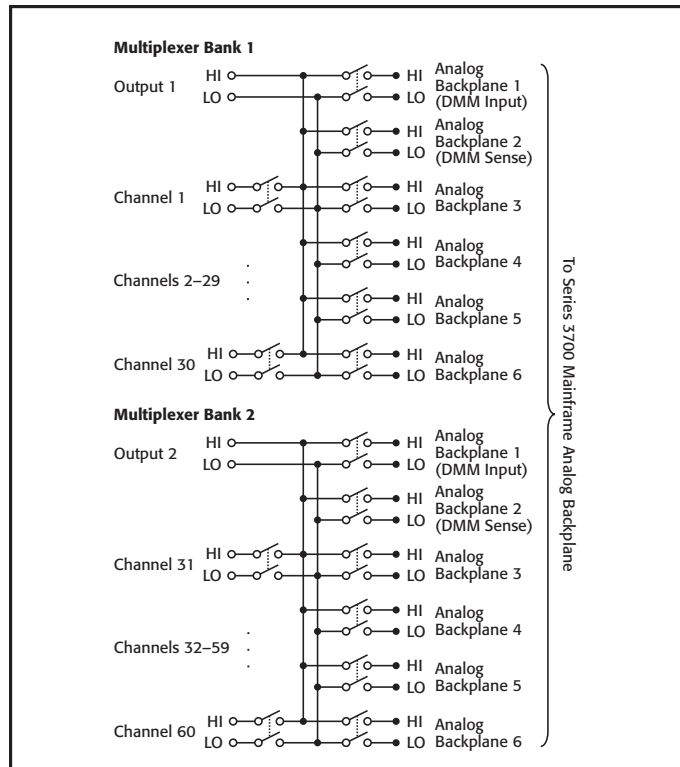 Multiplexer Bank 1
Output 1
HI
LO
HI
LO
Analog
Backplane 1
(DMM Input)
HI
LO
Analog
Backplane 2
(DMM Sense)
Channel 1
HI
LO
HI
LO
Analog
Backplane 3
HI
LO
Analog
Backplane 4
Channels 2–29
HI
LO
Analog
Backplane 5
Channel 30
HI
LO
HI
LO
Analog
Backplane 6
Multiplexer Bank 2
Output 2
HI
LO
HI
LO
Analog
Backplane 1
(DMM Input)
HI
LO
Analog
Backplane 2
(DMM Sense)
Channel 31
HI
LO
HI
LO
Analog
Backplane 3
HI
LO
Analog
Backplane 4
Channels 32–59
HI
LO
Analog
Backplane 5
Channel 60
HI
LO
HI
LO
Analog
Backplane 6
To Series 3700 Mainframe Analog Backplane